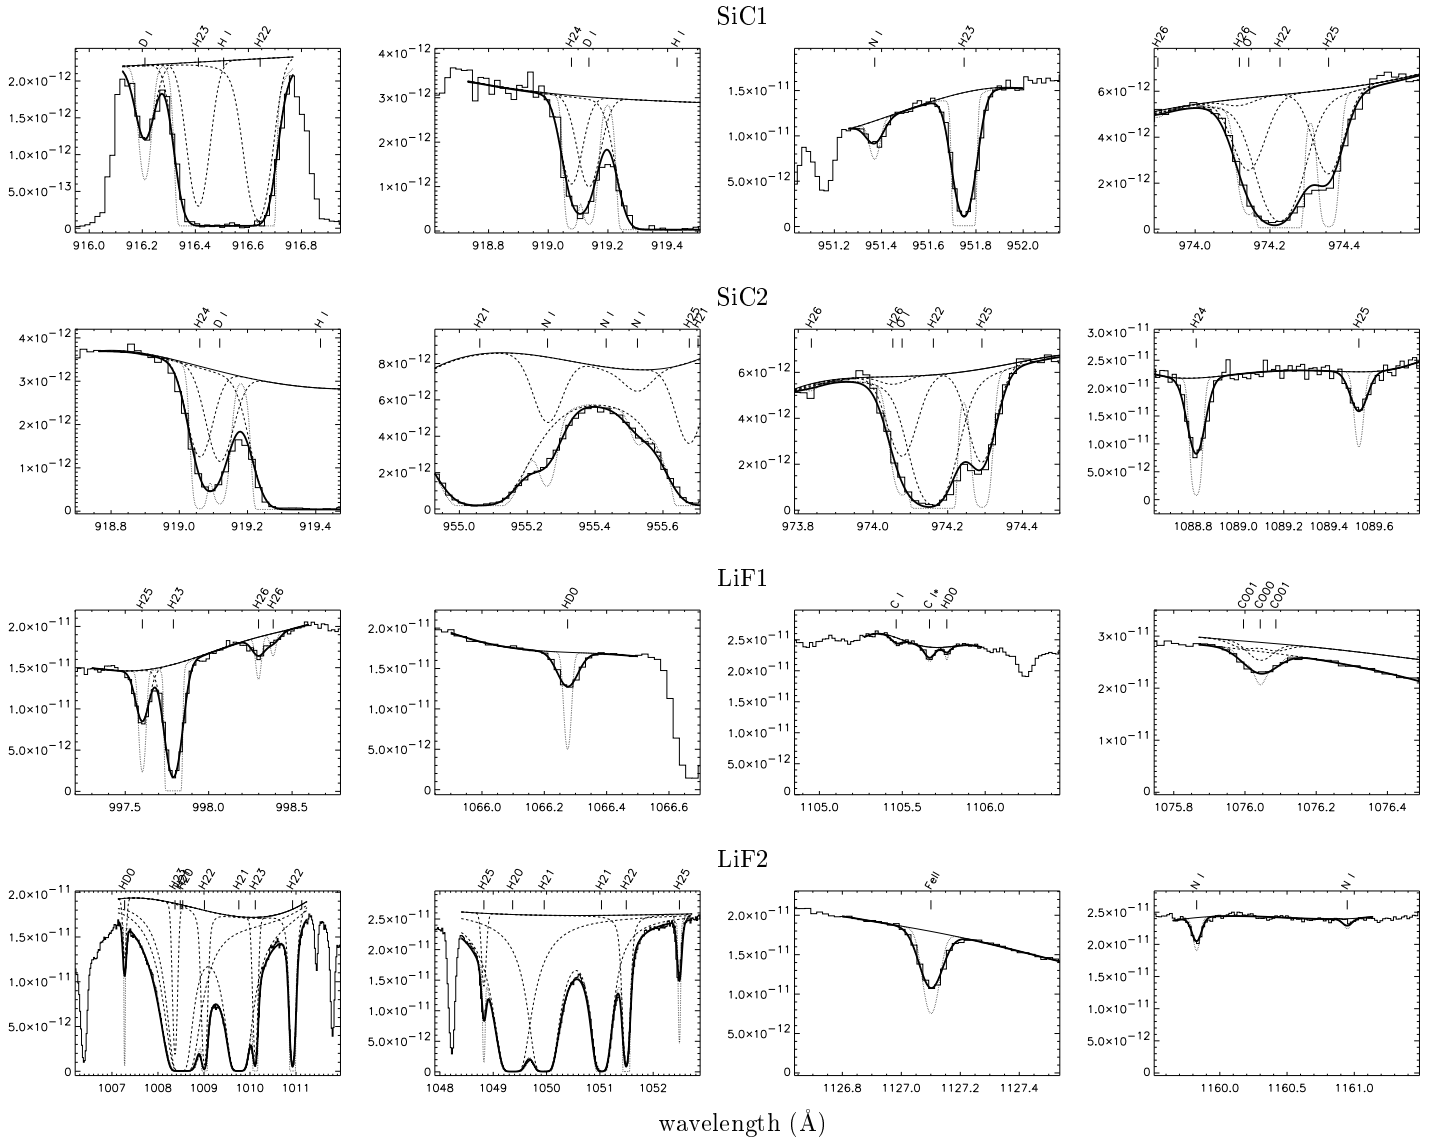 SiC1
D I H23 H I H22
2.0×10-12
1.5×10-12
1.0×10-12
5.0×10-13
0
916.0 916.2 916.4 916.6 916.8
H24 D I H I
4×10-12
3×10-12
2×10-12
1×10-12
0
918.8 919.0 919.2 919.4
N I H23
1.5×10-11
1.0×10-11
5.0×10-12
0
951.2 951.4 951.6 951.8 952.0
H26 H26 O I H22 H25
6×10-12
4×10-12
2×10-12
0
974.0 974.2 974.4
SiC2
H24 D I H I
4×10-12
3×10-12
2×10-12
1×10-12
0
918.8 919.0 919.2 919.4
H21 N I N I N I H25 H21
8×10-12
6×10-12
4×10-12
2×10-12
0
955.0 955.2 955.4 955.6
H26 H26 O I H22 H25
6×10-12
4×10-12
2×10-12
0
973.8 974.0 974.2 974.4
H24 H25
3.0×10-11
2.5×10-11
2.0×10-11
1.5×10-11
1.0×10-11
5.0×10-12
0
1088.8 1089.0 1089.2 1089.4 1089.6
LiF1
H25 H23 H26 H26
2.0×10-11
1.5×10-11
1.0×10-11
5.0×10-12
0
997.5 998.0 998.5
HD0
2.0×10-11
1.5×10-11
1.0×10-11
5.0×10-12
0
1066.0 1066.2 1066.4 1066.6
C I C I* HD0
2.5×10-11
2.0×10-11
1.5×10-11
1.0×10-11
5.0×10-12
0
1105.0 1105.5 1106.0
CO01 CO00 CO01
3×10-11
2×10-11
1×10-11
0
1075.8 1076.0 1076.2 1076.4
LiF2
HD0 H23 H20 H22 H21 H23 H22
2.0×10-11
1.5×10-11
1.0×10-11
5.0×10-12
0
1007 1008 1009 1010 1011
H25 H20 H21 H21 H22 H25
2.5×10-11
2.0×10-11
1.5×10-11
1.0×10-11
5.0×10-12
0
1048 1049 1050 1051 1052
FeII
2.0×10-11
1.5×10-11
1.0×10-11
5.0×10-12
0
1126.8 1127.0 1127.2 1127.4
N I N I
2.5×10-11
2.0×10-11
1.5×10-11
1.0×10-11
5.0×10-12
0
1160.0 1160.5 1161.0
wavelength (Å)